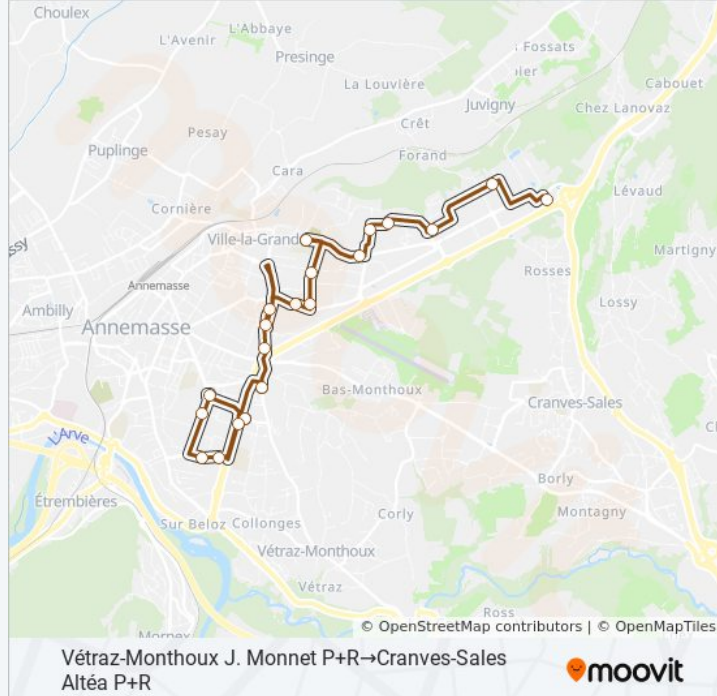 Choulex
L'Abbaye
L'Avenir
Presinge
Fossats
Cabouet
La Louvière
Juvigny
Chez Lanovaz
Crêt
Pesay
Puplinge
Forand
Cara
Lévaud
Cornière
Ville-la-Grand
Martigny
Rosses
Annemasse
Ambilly
Lossy
Annemasse
Bas-Monthoux
Cranves-Sales
L'Arve
Étrembières
Borly
Montagny
Corly
Sur Beloz
Collonges
Vétraz-Monthoux
Vétraz
Ross
© OpenStreetMap contributors | © OpenMapTiles
Vétraz-Monthoux J. Monnet P+R→Cranves-Sales
Altéa P+R
moovit